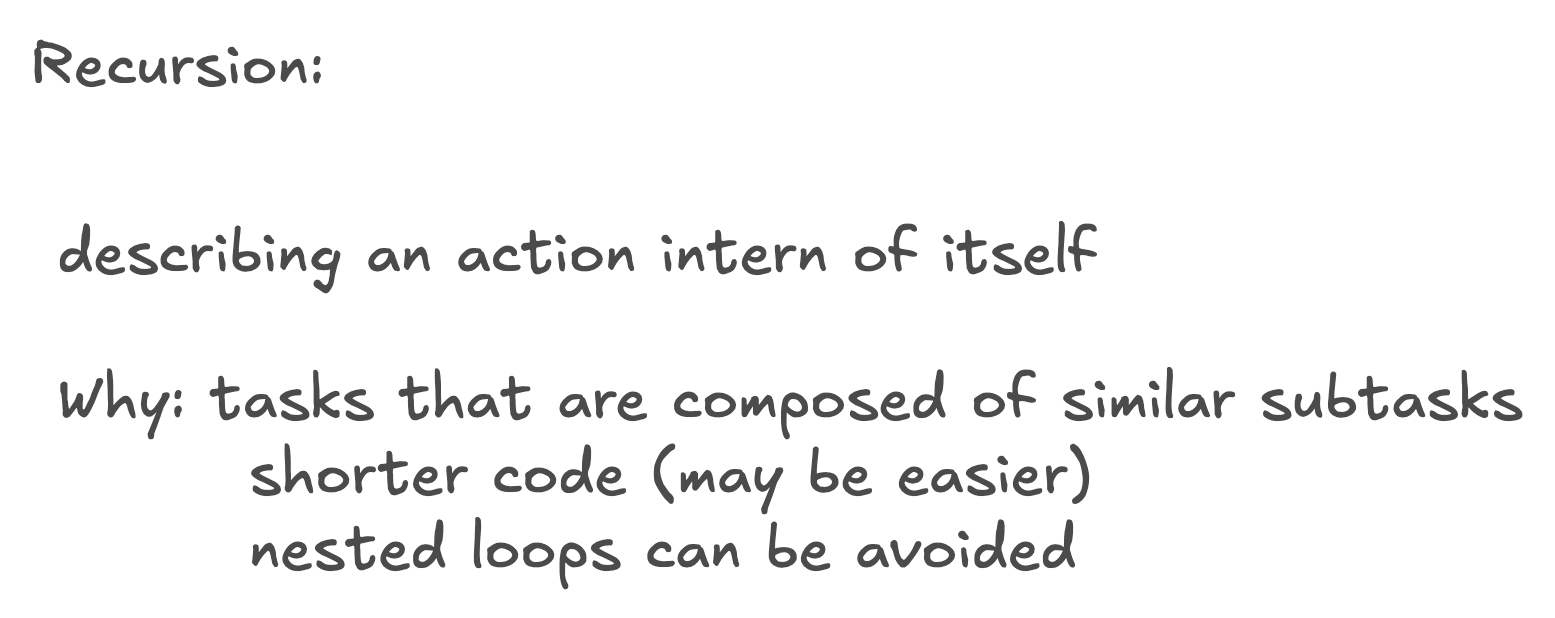 Recursion:
describing an action intern of itself
Why: tasks that are composed of similar subtasks
shorter code (may be easier)
nested loops can be avoided